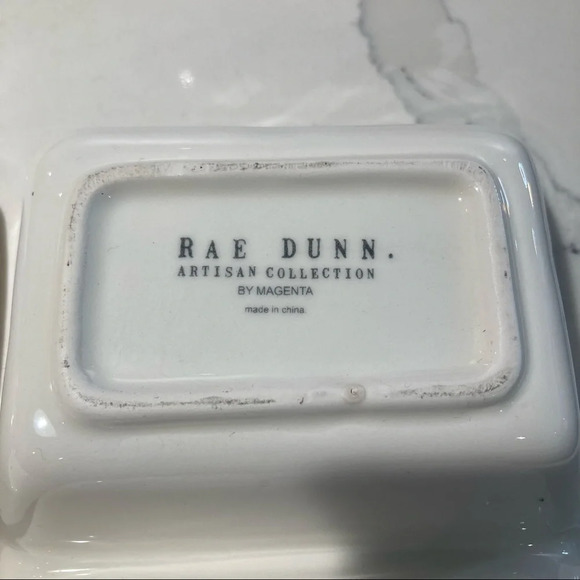 RAE DUNN.
ARTISAN COLLECTION
BY MAGENTA
made in china